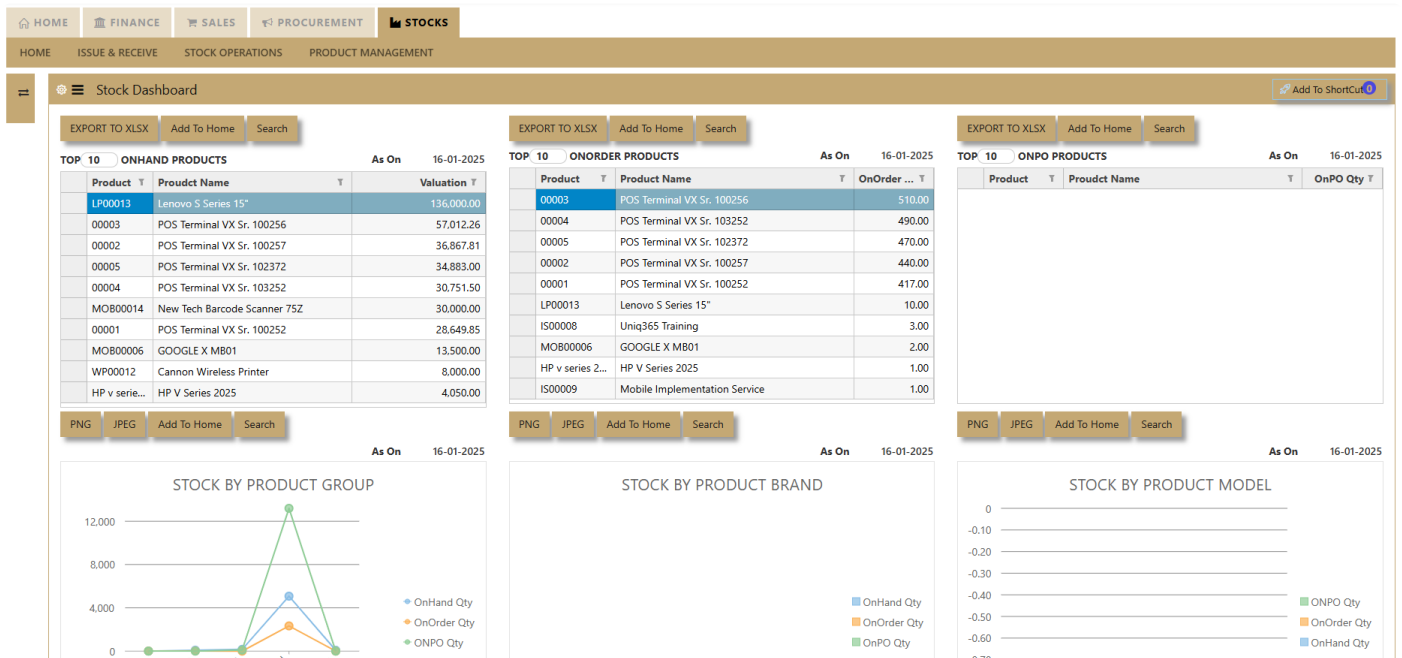 HOME FINANCE SALES PROCUREMENT STOCKS
HOME ISSUE & RECEIVE STOCK OPERATIONS PRODUCT MANAGEMENT
Stock Dashboard
Add To ShortCut 0
EXPORT TO XLSX Add To Home Search
TOP 10 ONHAND PRODUCTS As On 16-01-2025
Product Proudct Name Valuation
LP00013 Lenovo S Series 15" 136,000.00
00003 POS Terminal VX Sr. 100256 57,012.26
00002 POS Terminal VX Sr. 100257 36,867.81
00005 POS Terminal VX Sr. 102372 34,883.00
00004 POS Terminal VX Sr. 103252 30,751.50
MOB00014 New Tech Barcode Scanner 75Z 30,000.00
00001 POS Terminal VX Sr. 100252 28,649.85
MOB00006 GOOGLE X MB01 13,500.00
WP00012 Cannon Wireless Printer 8,000.00
HP v serie... HP V Series 2025 4,050.00
EXPORT TO XLSX Add To Home Search
TOP 10 ONORDER PRODUCTS As On 16-01-2025
Product Product Name OnOrder ...
00003 POS Terminal VX Sr. 100256 510.00
00004 POS Terminal VX Sr. 103252 490.00
00005 POS Terminal VX Sr. 102372 470.00
00002 POS Terminal VX Sr. 100257 440.00
00001 POS Terminal VX Sr. 100252 417.00
LP00013 Lenovo S Series 15" 10.00
IS00008 Uniq365 Training 3.00
MOB00006 GOOGLE X MB01 2.00
HP v series 2... HP V Series 2025 1.00
IS00009 Mobile Implementation Service 1.00
EXPORT TO XLSX Add To Home Search
TOP 10 ONPO PRODUCTS As On 16-01-2025
Product Proudct Name OnPO Qty
PNG JPEG Add To Home Search
As On 16-01-2025
STOCK BY PRODUCT GROUP
12,000
8,000
4,000
0
OnHand Qty
OnOrder Qty
ONPO Qty
PNG JPEG Add To Home Search
As On 16-01-2025
STOCK BY PRODUCT BRAND
OnHand Qty
OnOrder Qty
OnPO Qty
PNG JPEG Add To Home Search
As On 16-01-2025
STOCK BY PRODUCT MODEL
0
-0.10
-0.20
-0.30
-0.40
-0.50
-0.60
ONPO Qty
OnOrder Qty
OnHand Qty